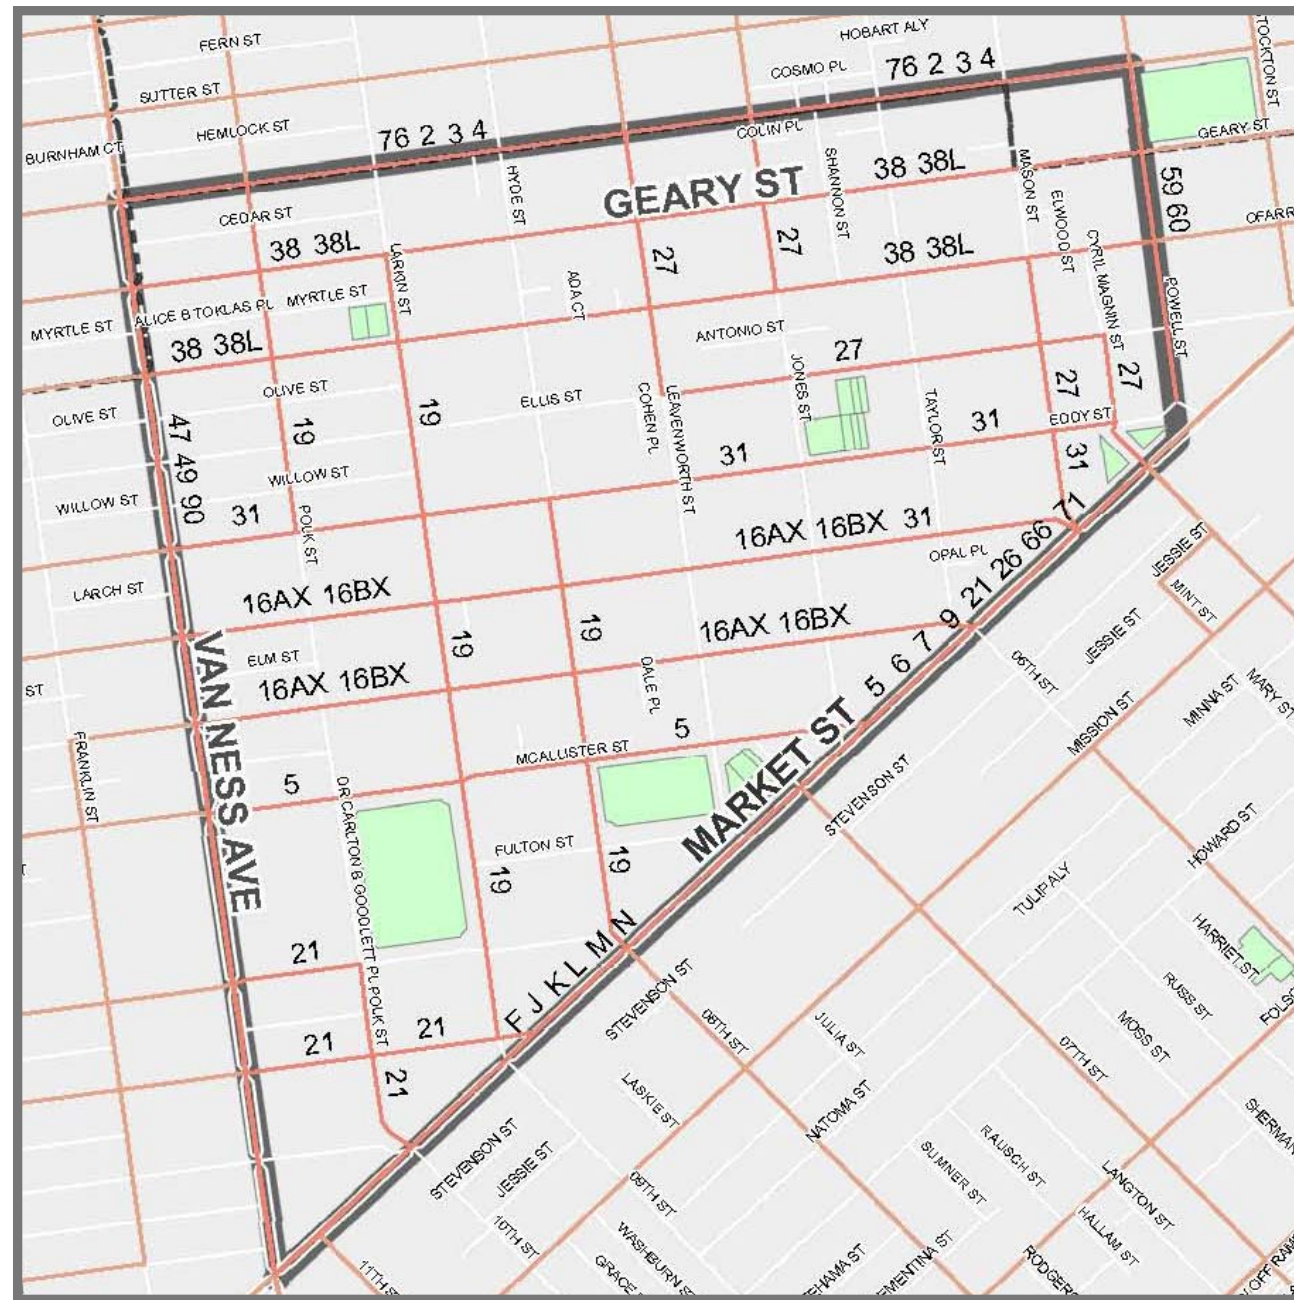 HOBART ALY
FERN ST
COSMO PL
76 2 3 4
SUTTER ST
HEMLOCK ST
76 2 3 4
COLIN PL
GEARY ST
BURNHAM CT
HYDE ST
SHANNON ST
38 38L
MASON ST
59 60
GEARY ST
CEDAR ST
38 38L
LARKIN ST
27
27
38 38L
ELWOOD ST
CYRIL MAGNIN ST
POWELL ST
MYRTLE ST
ALICE B TOKLAS PL
MYRTLE ST
ADA CT
38 38L
ANTONIO ST
27
JONES ST
27
27
OLIVE ST
OLIVE ST
19
19
ELLIS ST
COHEN PL
LEAVENWORTH ST
TAYLOR ST
31
EDDY ST
47 49 90
WILLOW ST
WILLOW ST
31
31
31
POLK ST
16AX 16BX 31
OPAL PL
71
66
26
21
9
7
6
5
JESSIE ST
MINT ST
LARCH ST
16AX 16BX
19
19
16AX 16BX
06TH ST
JESSIE ST
ELM ST
16AX 16BX
DALE PL
MISSION ST
MINNA ST
MARY ST
ST
VAN NESS AVE
FRANKLIN ST
5
MCALLISTER ST
5
MARKET ST
STEVENSON ST
DR CARLTON B GOODLETT PL
FULTON ST
19
19
HOWARD ST
TULIP ALY
HARRIET ST
21
F J K L M N
STEVENSON ST
RUSS ST
MOSS ST
21
21
POLK ST
21
08TH ST
JULIA ST
07TH ST
LASKIE ST
NATOMA ST
STEVENSON ST
JESSIE ST
RAUSCH ST
SUMNER ST
LANGTON ST
09TH ST
10TH ST
HALLAM ST
WASHBURN S
GRACE
11TH S